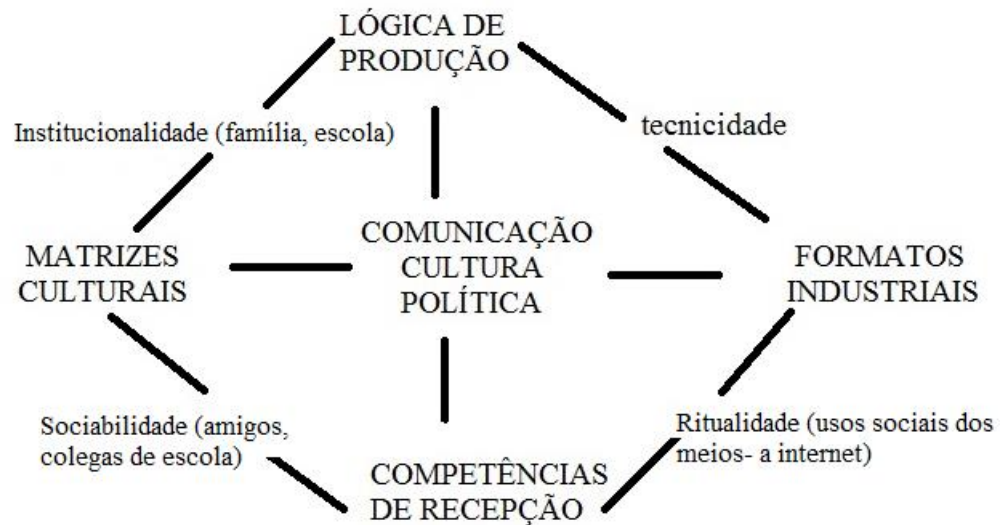 LÓGICA DE
PRODUÇÃO
Institucionalidade (família, escola)
tecnicidade
MATRIZES
CULTURAIS
COMUNICAÇÃO
CULTURA
POLÍTICA
FORMATOS
INDUSTRIAIS
Sociabilidade (amigos,
colegas de escola)
Ritualidade (usos sociais dos
meios- a internet)
COMPETÊNCIAS
DE RECEPÇÃO